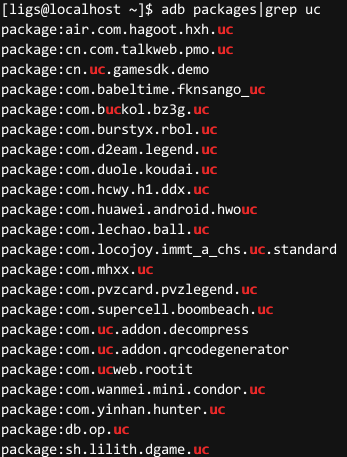 [ligs@localhost ~]$ adb packages|grep uc
package:air.com.hagoot.hxh.uc
package:cn.com.talkweb.pmo.uc
package:cn.uc.gamesdk.demo
package:com.babeltime.fknsango_uc
package:com.buckol.bz3g.uc
package:com.burstyx.rbol.uc
package:com.d2eam.legend.uc
package:com.duole.koudai.uc
package:com.hcwy.h1.ddx.uc
package:com.huawei.android.hwouc
package:com.lechao.ball.uc
package:com.locojoy.immt_a_chs.uc.standard
package:com.mhxx.uc
package:com.pvzcard.pvzlegend.uc
package:com.supercell.boombeach.uc
package:com.uc.addon.decompress
package:com.uc.addon.qrcodegenerator
package:com.ucweb.rootit
package:com.wanmei.mini.condor.uc
package:com.yinhan.hunter.uc
package:db.op.uc
package:sh.lilith.dgame.uc